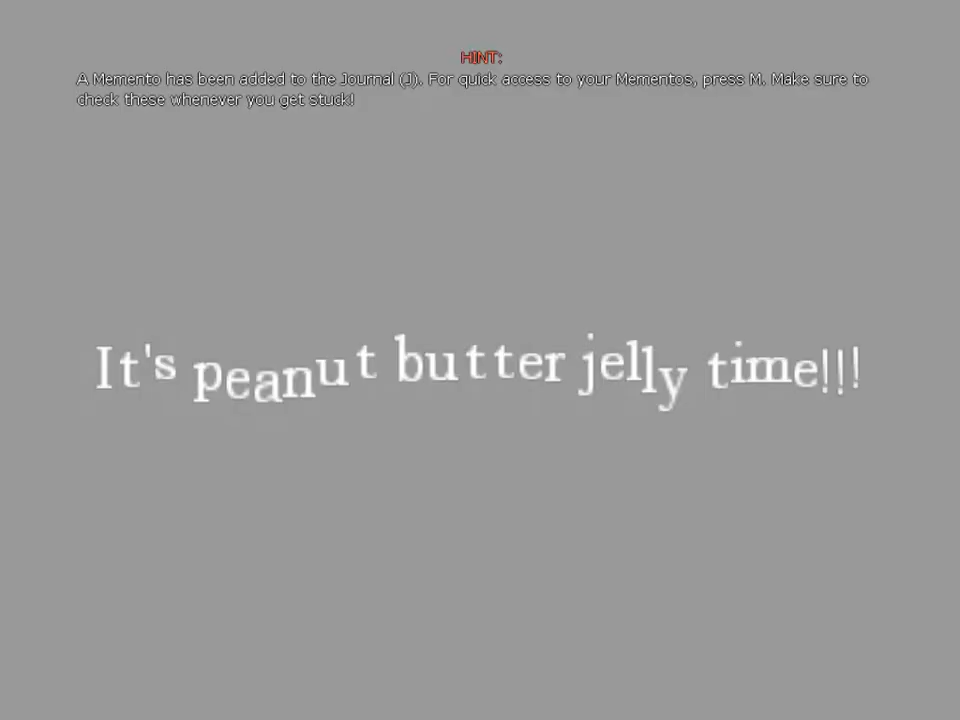 HINT:
A Memento has been added to the Journal (J). For quick access to your Mementos, press M. Make sure to
check these whenever you get stuck!
It's peanut butter jelly time!!!